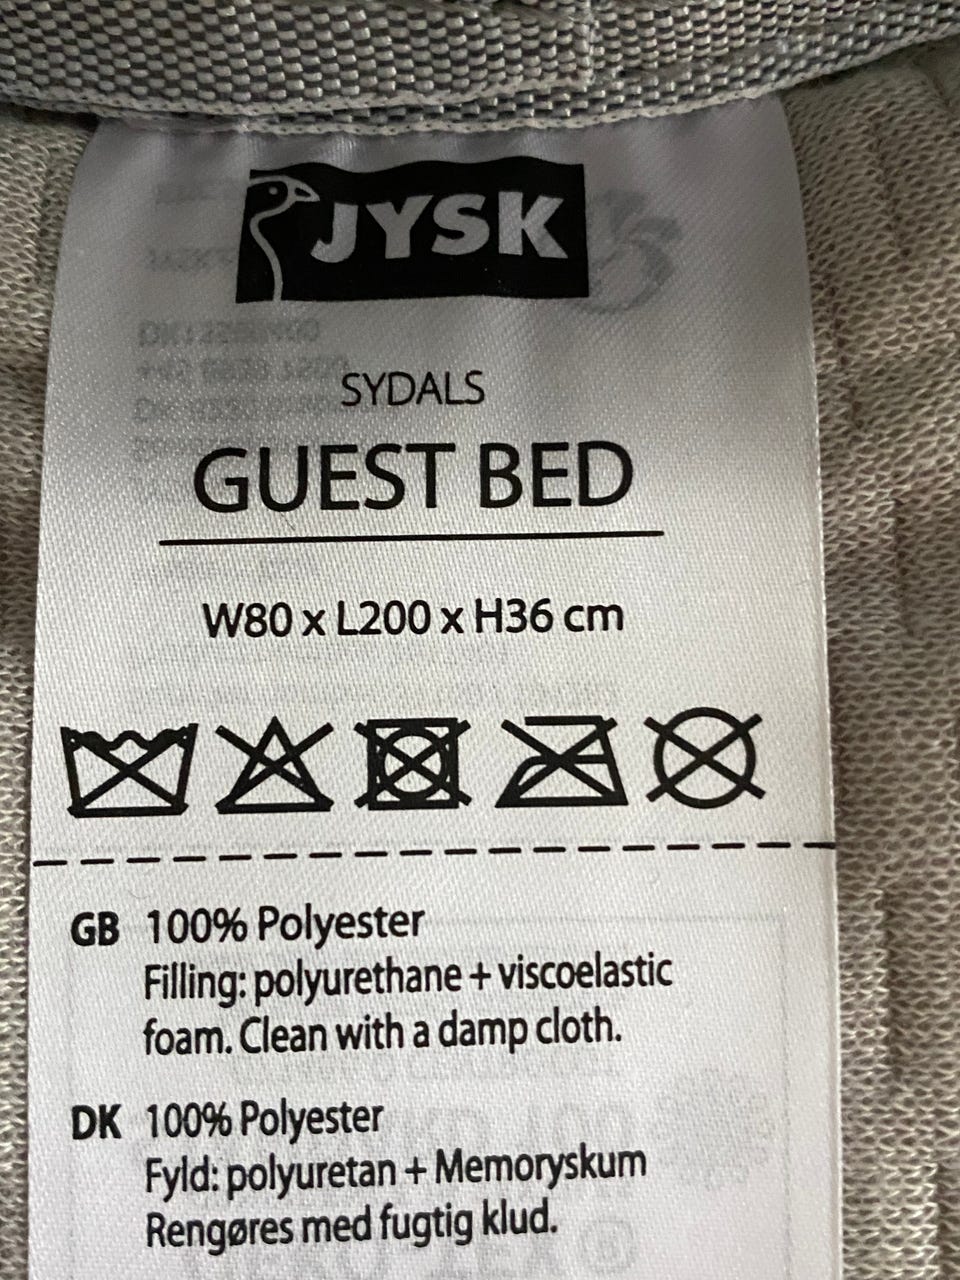 JYSK
SYDALS
GUEST BED
W80 x L200 x H36 cm
GB 100% Polyester
Filling: polyurethane + viscoelastic
foam. Clean with a damp cloth.
DK 100% Polyester
Fyld: polyuretan + Memoryskum
Rengøres med fugtig klud.